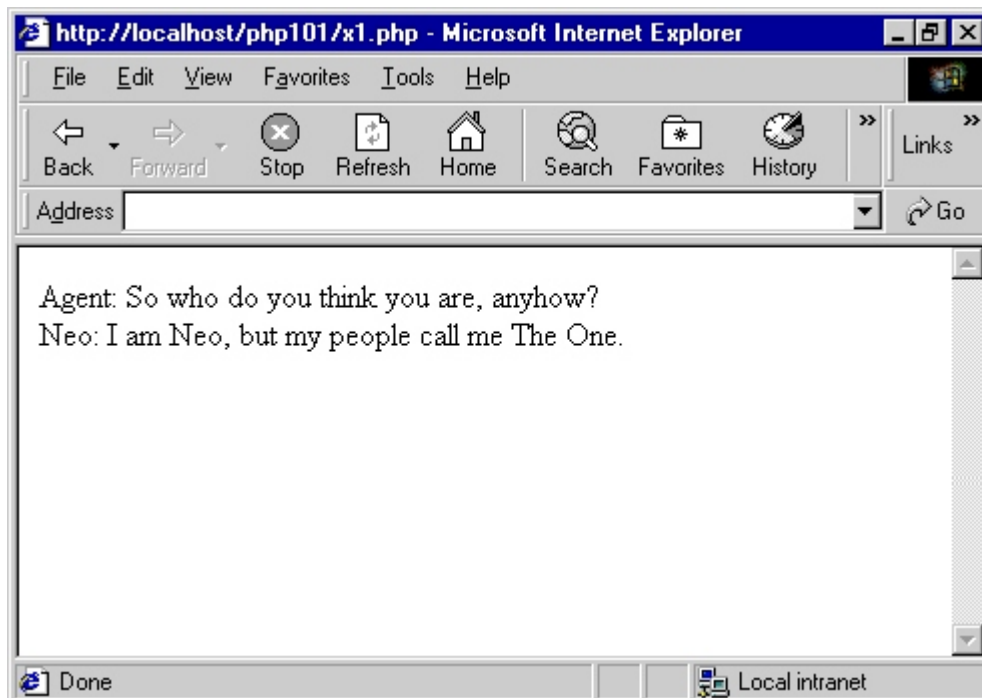 http://localhost/php101/x1.php - Microsoft Internet Explorer
File Edit View Favorites Tools Help
Back Forward Stop Refresh Home Search Favorites History » Links »
Address Go
Agent: So who do you think you are, anyhow?
Neo: I am Neo, but my people call me The One.
Done Local intranet